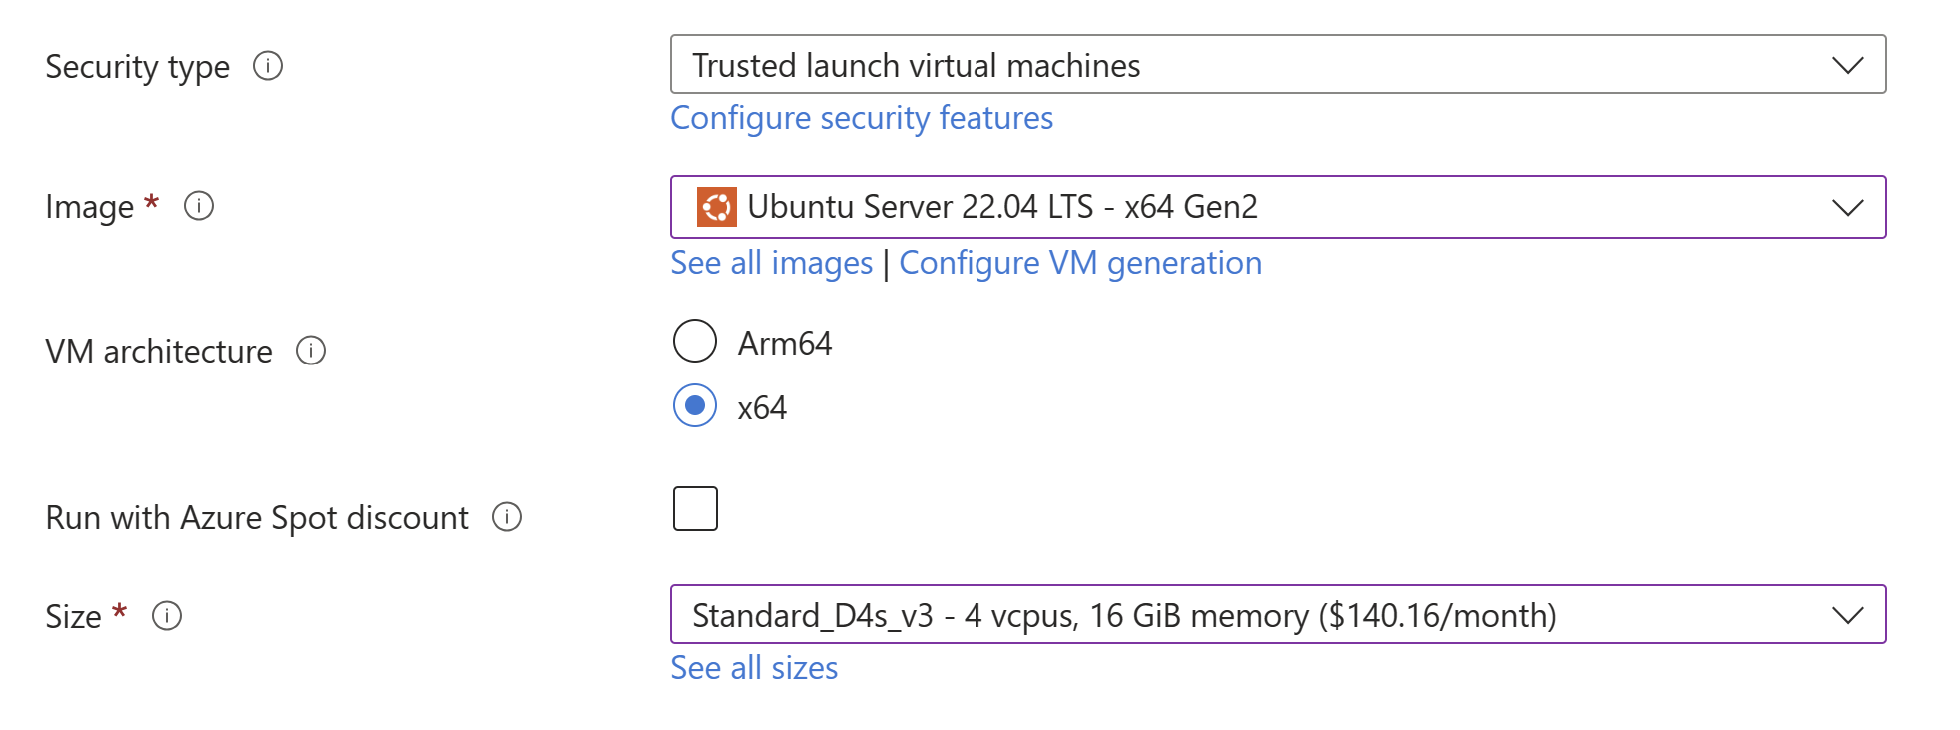 Security type
Trusted launch virtual machines
Configure security features
Image *
Ubuntu Server 22.04 LTS - x64 Gen2
See all images | Configure VM generation
VM architecture
Arm64
x64
Run with Azure Spot discount
Size *
Standard_D4s_v3 - 4 vcpus, 16 GiB memory ($140.16/month)
See all sizes